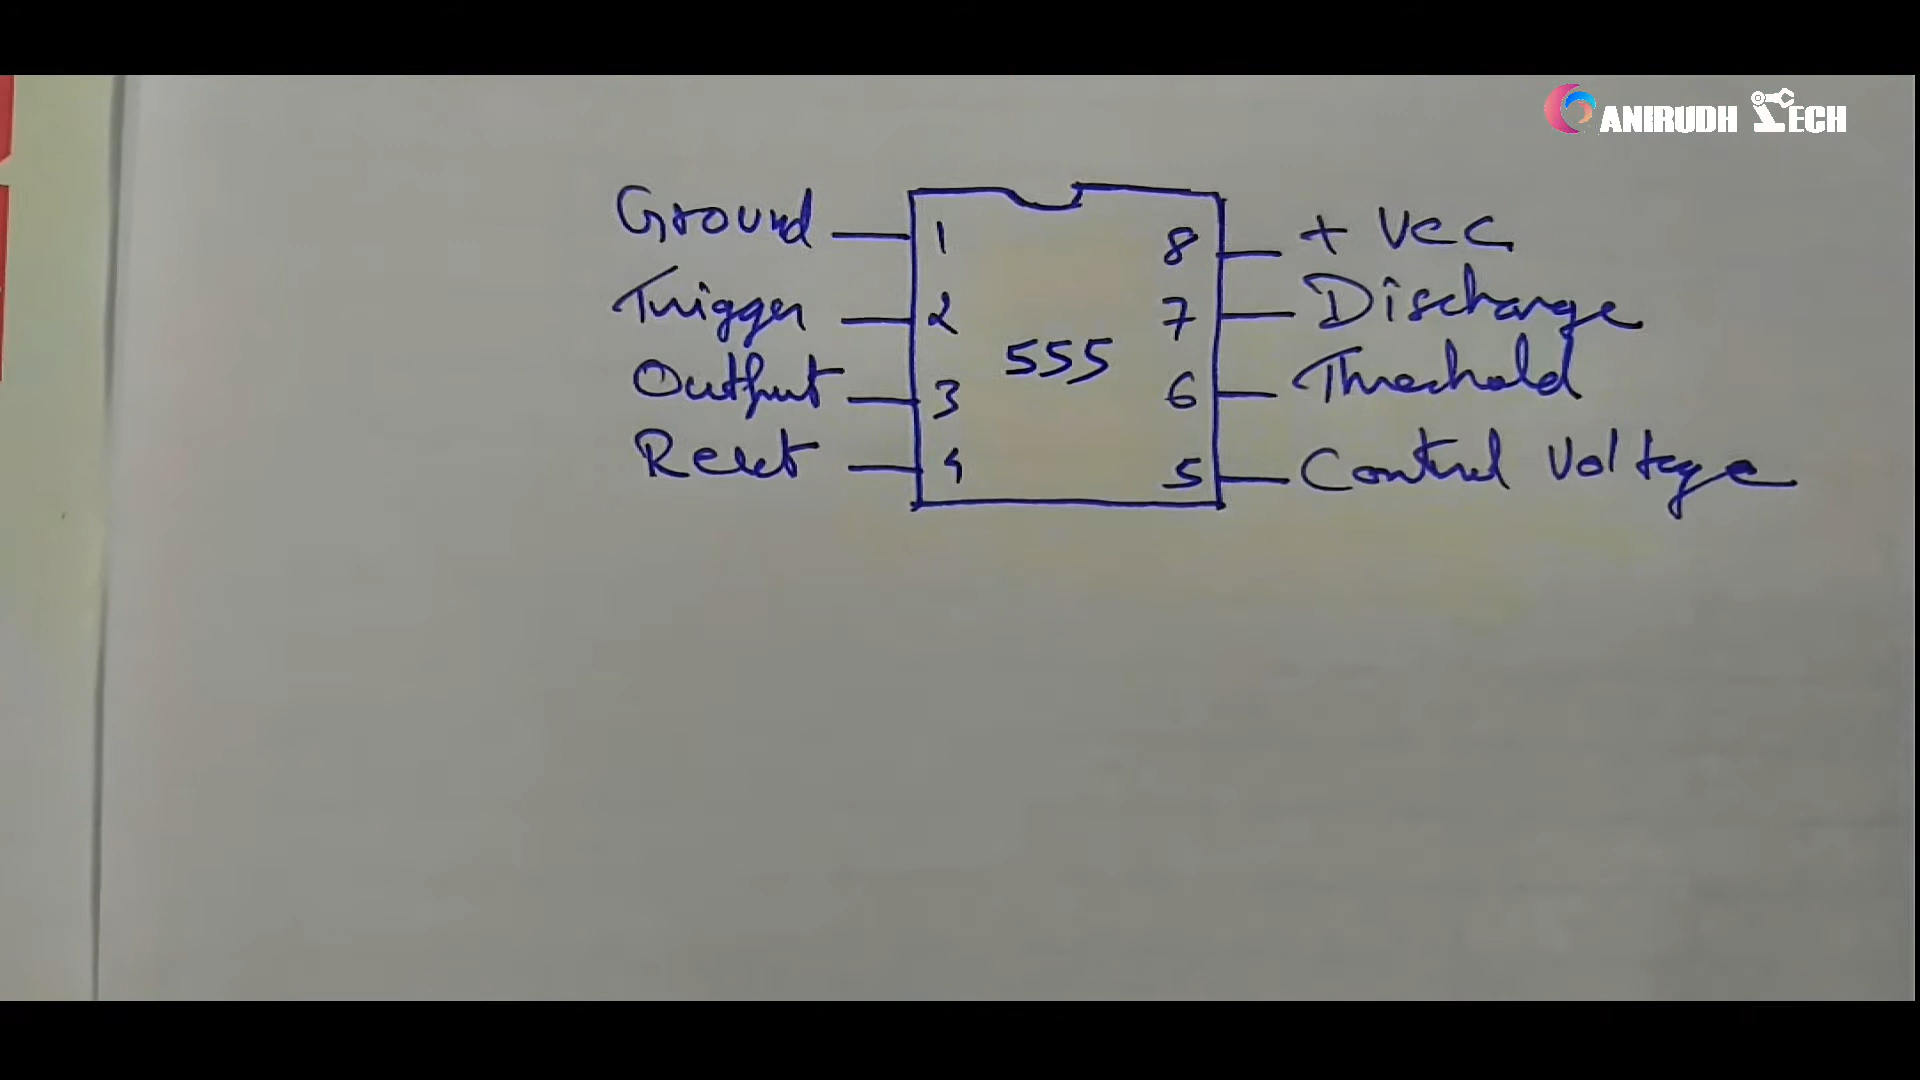 ANIRUDH TECH
Ground 1 8 + Vcc
Trigger 2 7 Discharge
555
Output 3 6 Threshold
Reset 4 5 Control Voltage